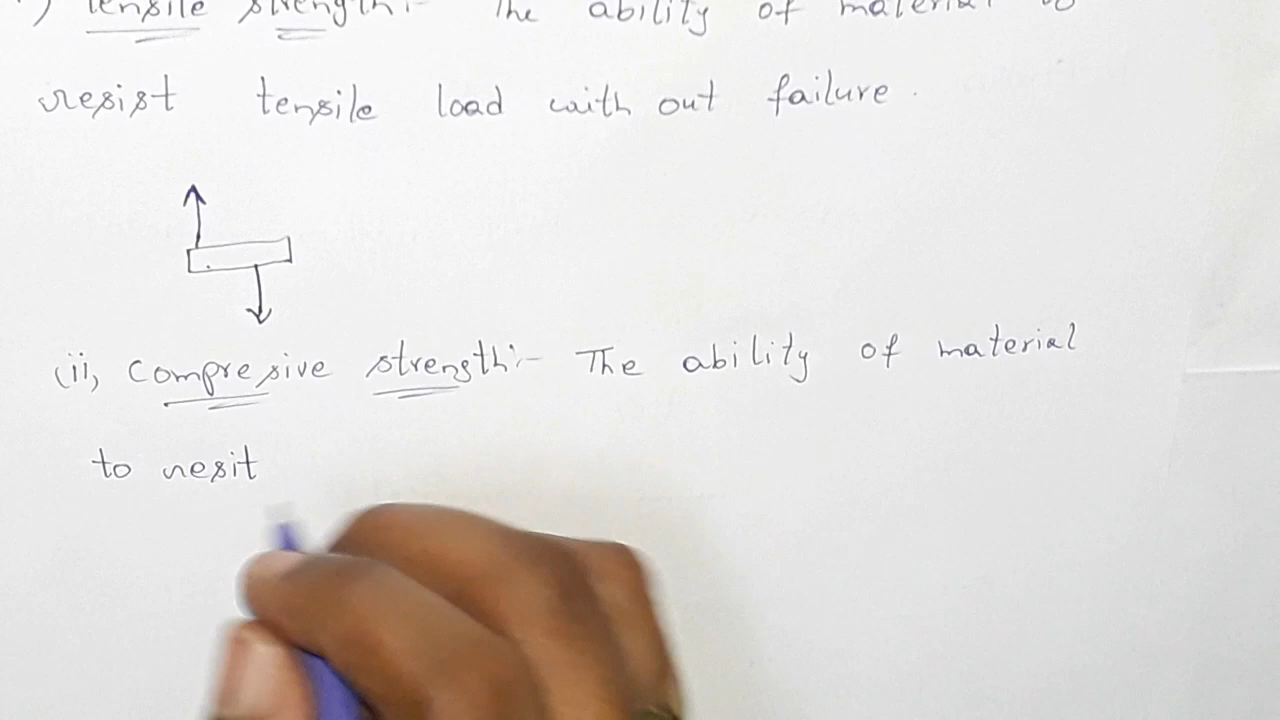 ) tensile strength:- The ability of material to
resist tensile load with out failure.
(ii) compresive strength:- The ability of material
to resit